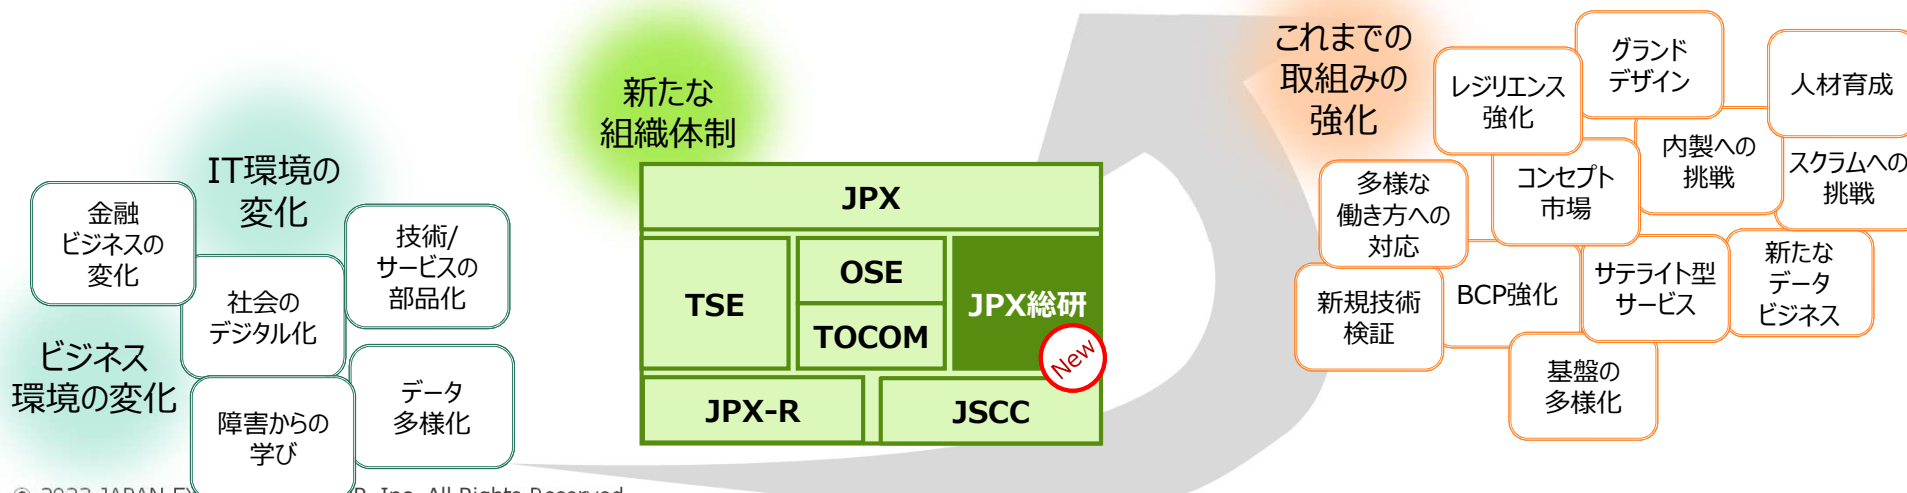 IT環境の
変化
金融
ビジネスの
変化
技術/
サービスの
部品化
社会の
デジタル化
ビジネス
環境の変化
データ
多様化
障害からの
学び
新たな
組織体制
JPX
TSE
OSE
TOCOM
JPX総研
New
JPX-R
JSCC
これまでの
取組みの
強化
グランド
デザイン
レジリエンス
強化
人材育成
内製への
挑戦
スクラムへの
挑戦
コンセプト
市場
多様な
働き方への
対応
新たな
データ
ビジネス
サテライト型
サービス
BCP強化
新規技術
検証
基盤の
多様化
Inc. All Rights Reserved